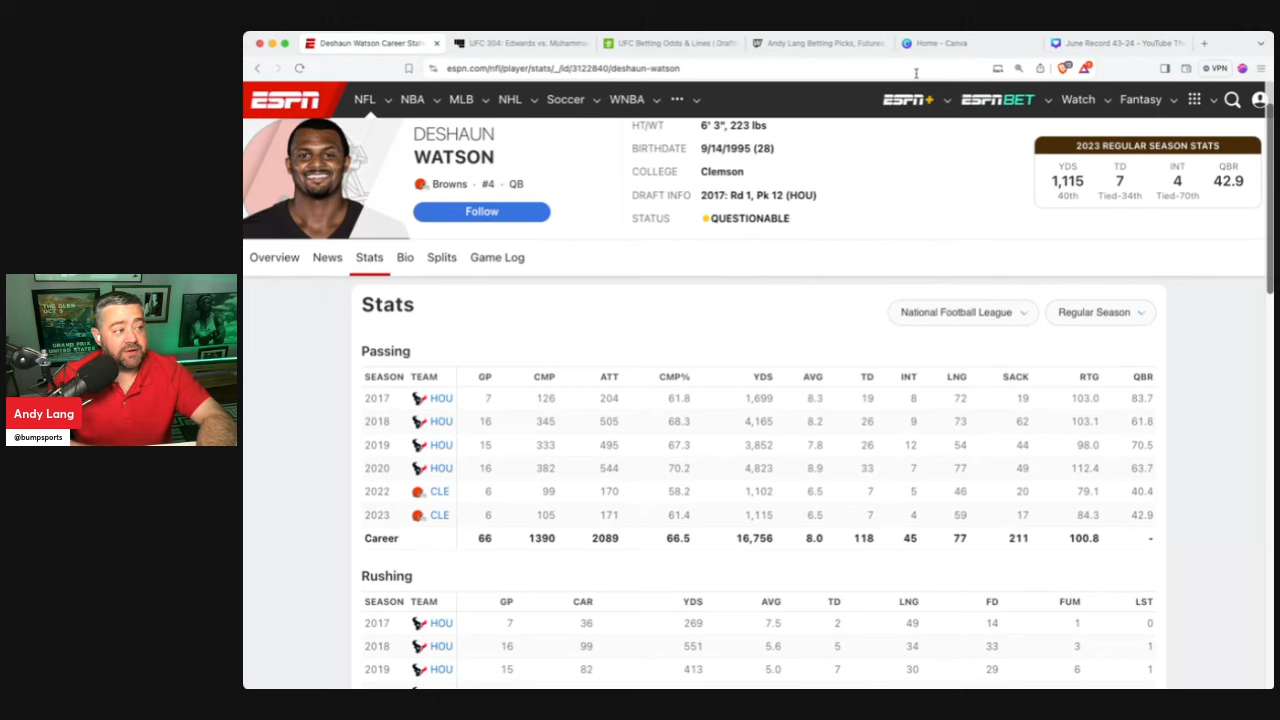 Deshaun Watson Career Stat
UFC 304: Edwards vs. Muhamma
UFC Betting Odds & Lines | Draft
Andy Lang Betting Picks, Futures,
Home - Canva
June Record 43-24 - YouTube Th
espn.com/nfl/player/stats/_/id/3122840/deshaun-watson
VPN
ESPN NFL NBA MLB NHL Soccer WNBA ESPN+ ESPN BET Watch Fantasy
DESHAUN
WATSON
Browns · #4 · QB
Follow
HT/WT 6' 3", 223 lbs
BIRTHDATE 9/14/1995 (28)
COLLEGE Clemson
DRAFT INFO 2017: Rd 1, Pk 12 (HOU)
STATUS QUESTIONABLE
2023 REGULAR SEASON STATS
YDS TD INT QBR
1,115 7 4 42.9
40th Tied-34th Tied-70th
Overview News Stats Bio Splits Game Log
Stats
National Football League
Regular Season
Passing
SEASON TEAM GP CMP ATT CMP% YDS AVG TD INT LNG SACK RTG QBR
2017 HOU 7 126 204 61.8 1,699 8.3 19 8 72 19 103.0 83.7
2018 HOU 16 345 505 68.3 4,165 8.2 26 9 73 62 103.1 61.8
2019 HOU 15 333 495 67.3 3,852 7.8 26 12 54 44 98.0 70.5
2020 HOU 16 382 544 70.2 4,823 8.9 33 7 77 49 112.4 63.7
2022 CLE 6 99 170 58.2 1,102 6.5 7 5 46 20 79.1 40.4
2023 CLE 6 105 171 61.4 1,115 6.5 7 4 59 17 84.3 42.9
Career 66 1390 2089 66.5 16,756 8.0 118 45 77 211 100.8 -
Rushing
SEASON TEAM GP CAR YDS AVG TD LNG FD FUM LST
2017 HOU 7 36 269 7.5 2 49 14 1 0
2018 HOU 16 99 551 5.6 5 34 33 3 1
2019 HOU 15 82 413 5.0 7 30 29 6 1
THE GLEN
OCT 3
GRAND PRIX
UNITED STATES
Andy Lang
@bumpsports